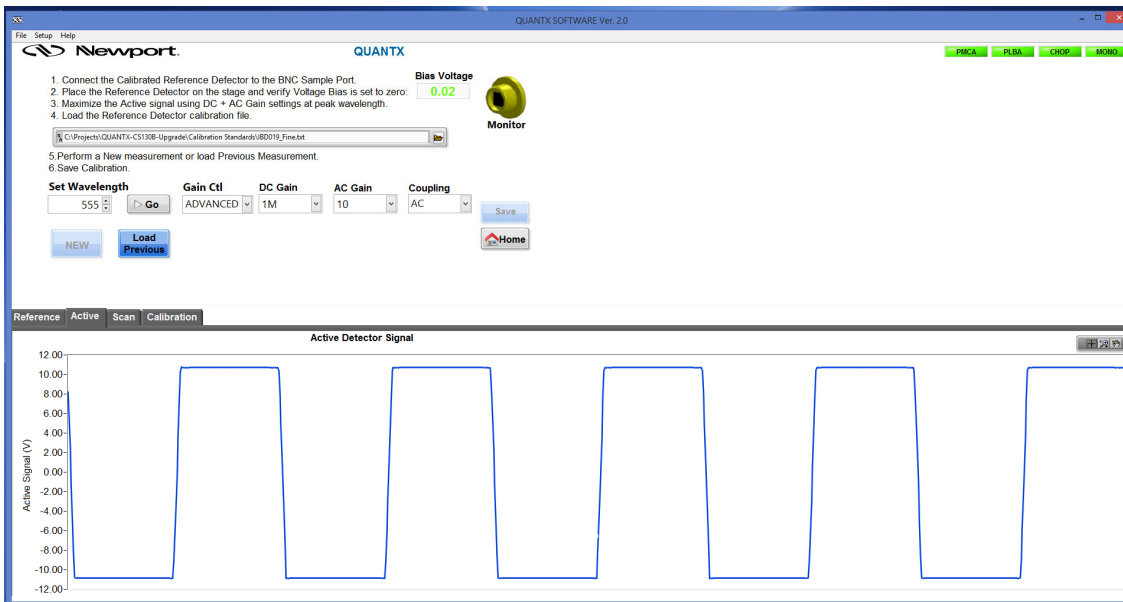 QUANTX SOFTWARE Ver. 2.0
File Setup Help
Newport.
QUANTX
PMCA PLBA CHOP MONO
1. Connect the Calibrated Reference Defector to the BNC Sample Port.
2. Place the Reference Detector on the stage and verify Voltage Bias is set to zero:
3. Maximize the Active signal using DC + AC Gain settings at peak wavelength.
4. Load the Reference Detector calibration file.
Bias Voltage
0.02
Monitor
C:\Projects\QUANTX-CS130B-Upgrade\Calibration Standards\IBD019_Fine.txt
5.Perform a New measurement or load Previous Measurement.
6.Save Calibration.
Set Wavelength Gain Ctl DC Gain AC Gain Coupling
555 Go ADVANCED 1M 10 AC
Save
NEW
Load
Previous
Home
Reference Active Scan Calibration
Active Detector Signal
Active Signal (V)
12.00
10.00
8.00
6.00
4.00
2.00
0.00
-2.00
-4.00
-6.00
-8.00
-10.00
-12.00